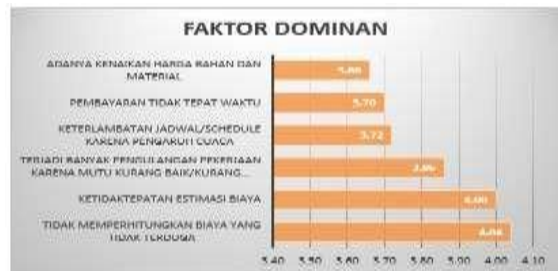 FAKTOR DOMINAN
ADANYA KENAIKAN HARGA BAHAN DAN
MATERIAL
3.66
PEMBAYARAN TIDAK TEPAT WAKTU
3.70
KETERLAMBATAN JADWAL/SCHEDULE
KARENA PENGARUH CUACA
3.72
TERJADI BANYAK PENGULANGAN PEKERJAAN
KARENA MUTU KURANG BAIK/KURANG...
3.86
KETIDAKTEPATAN ESTIMASI BIAYA
4.00
TIDAK MEMPERHITUNGKAN BIAYA YANG
TIDAK TERDUGA
4.04
3.40 3.50 3.60 3.70 3.80 3.90 4.00 4.10